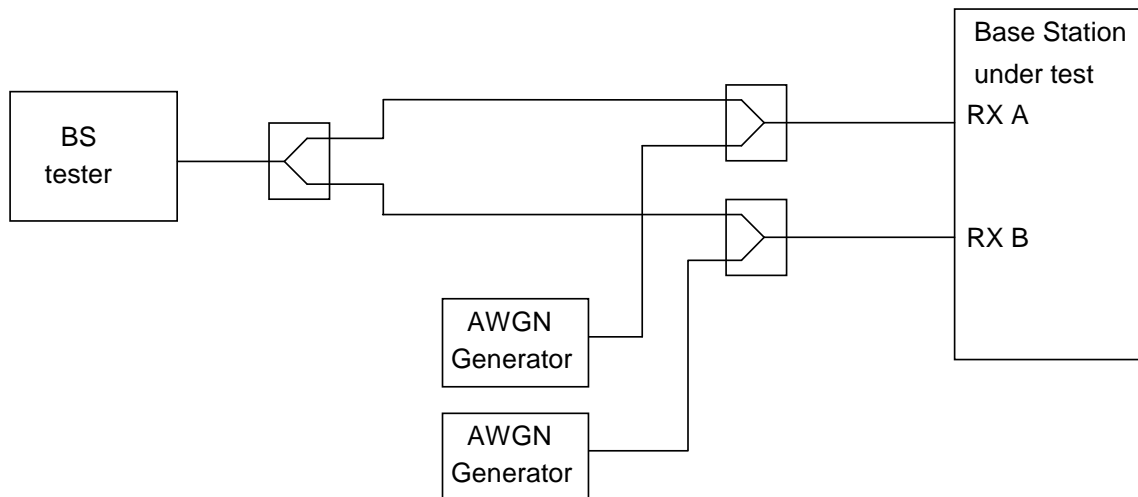 Base Station
under test
BS
tester
RX A
RX B
AWGN
Generator
AWGN
Generator